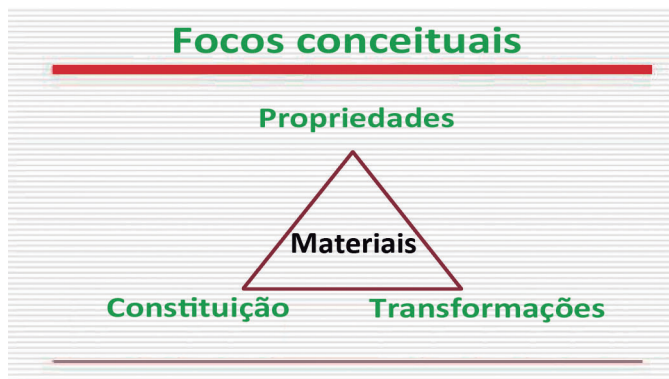 Focos conceituais
Propriedades
Materiais
Constituição
Transformações